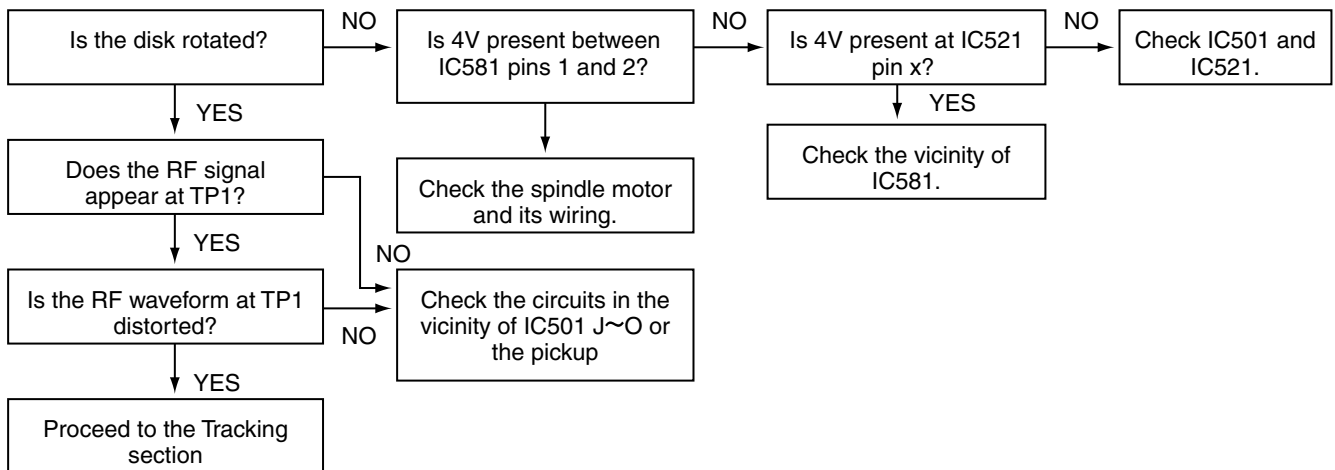 Is the disk rotated?
NO
Is 4V present between
IC581 pins 1 and 2?
NO
Is 4V present at IC521
pin x?
NO
Check IC501 and
IC521.
YES
YES
Does the RF signal
appear at TP1?
Check the spindle motor
and its wiring.
Check the vicinity of
IC581.
YES
NO
Is the RF waveform at TP1
distorted?
NO
Check the circuits in the
vicinity of IC501 J~O or
the pickup
YES
Proceed to the Tracking
section